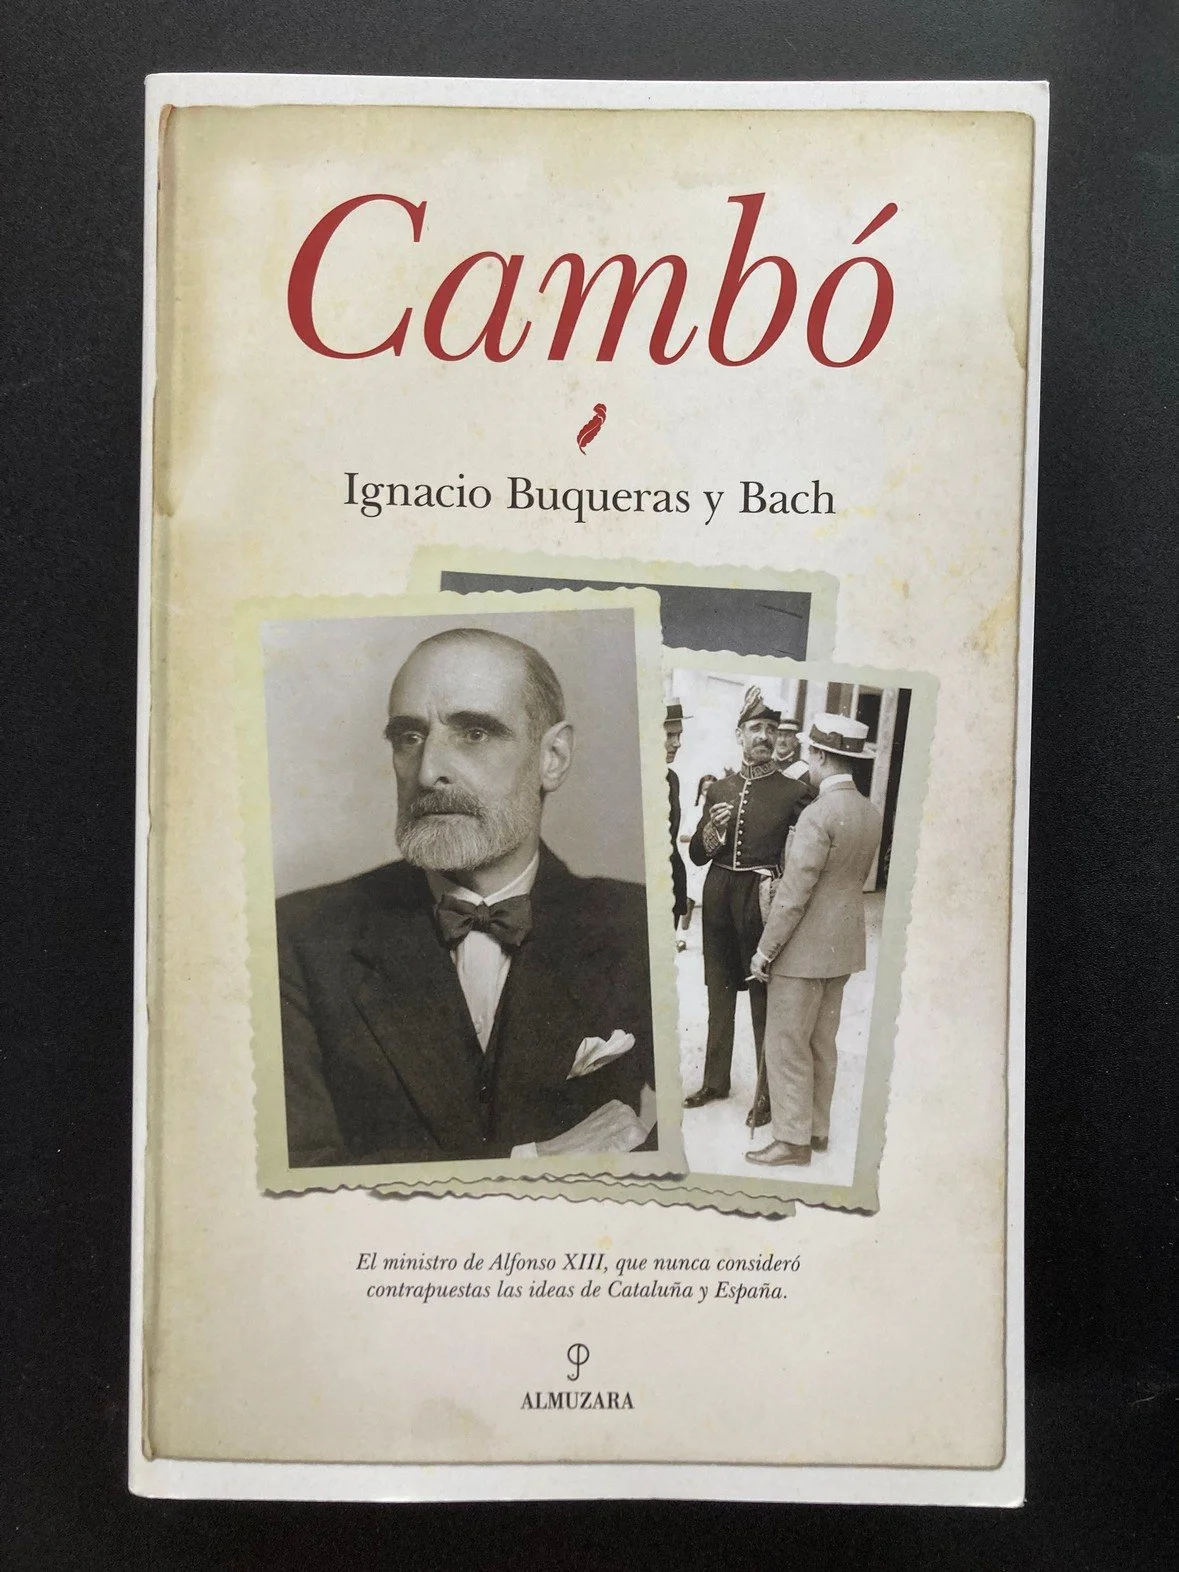 Cambó
Ignacio Buqueras y Bach
El ministro de Alfonso XIII, que nunca consideró
contrapuestas las ideas de Cataluña y España.
ALMUZARA